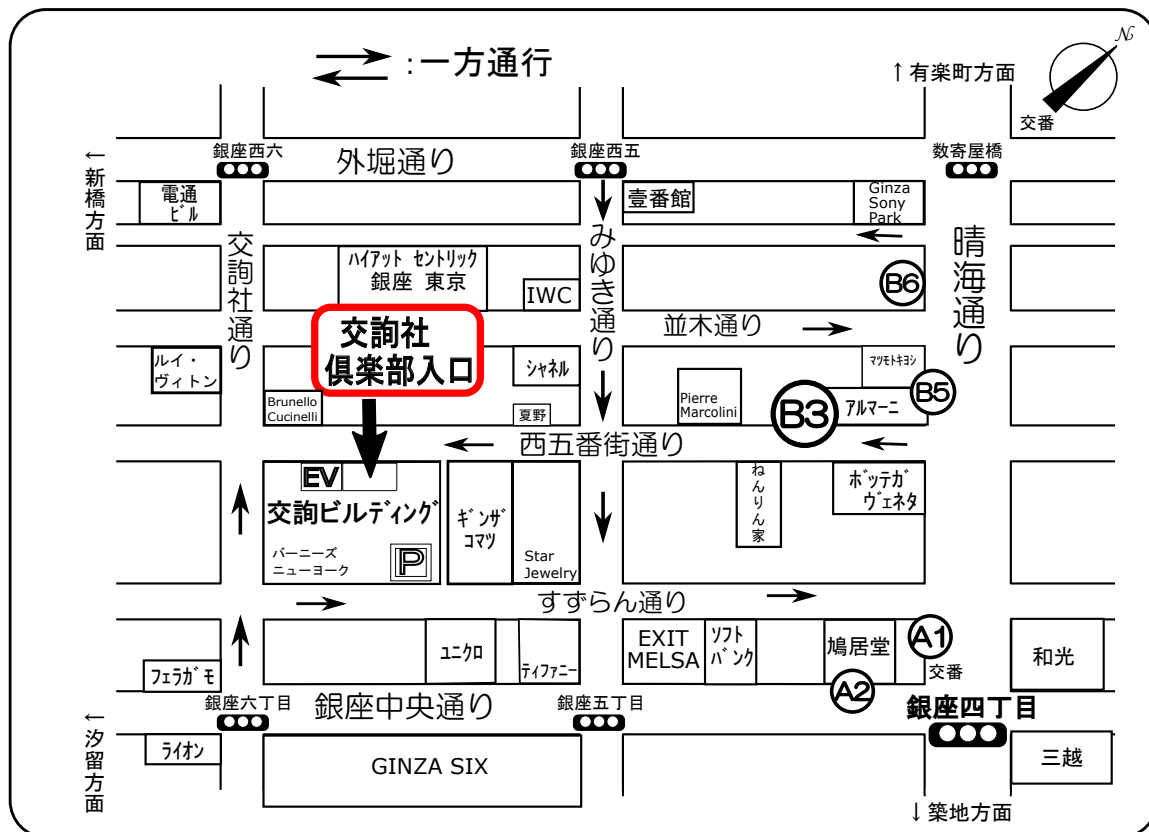 N
：一方通行
↑有楽町方面
交番
←新橋方面
銀座西六
外堀通り
銀座西五
数寄屋橋
電通
ビル
壹番館
Ginza
Sony
Park
交詢社通り
ハイアット セントリック
銀座 東京
IWC
みゆき通り
晴海通り
B6
並木通り
交詢社
倶楽部入口
ルイ・
ヴィトン
シャネル
マツモトキヨシ
Brunello
Cucinelli
夏野
Pierre
Marcolini
B3
アルマーニ
B5
西五番街通り
EV
交詢ビルディング
バーニーズ
ニューヨーク
P
ギンザ
コマツ
Star
Jewelry
ねんりん家
ボッテガ
ヴェネタ
すずらん通り
フェラガモ
ユニクロ
ティファニー
EXIT
MELSA
ソフト
バンク
鳩居堂
A1
交番
A2
和光
←汐留方面
銀座六丁目
銀座中央通り
銀座五丁目
銀座四丁目
ライオン
GINZA SIX
三越
↓築地方面